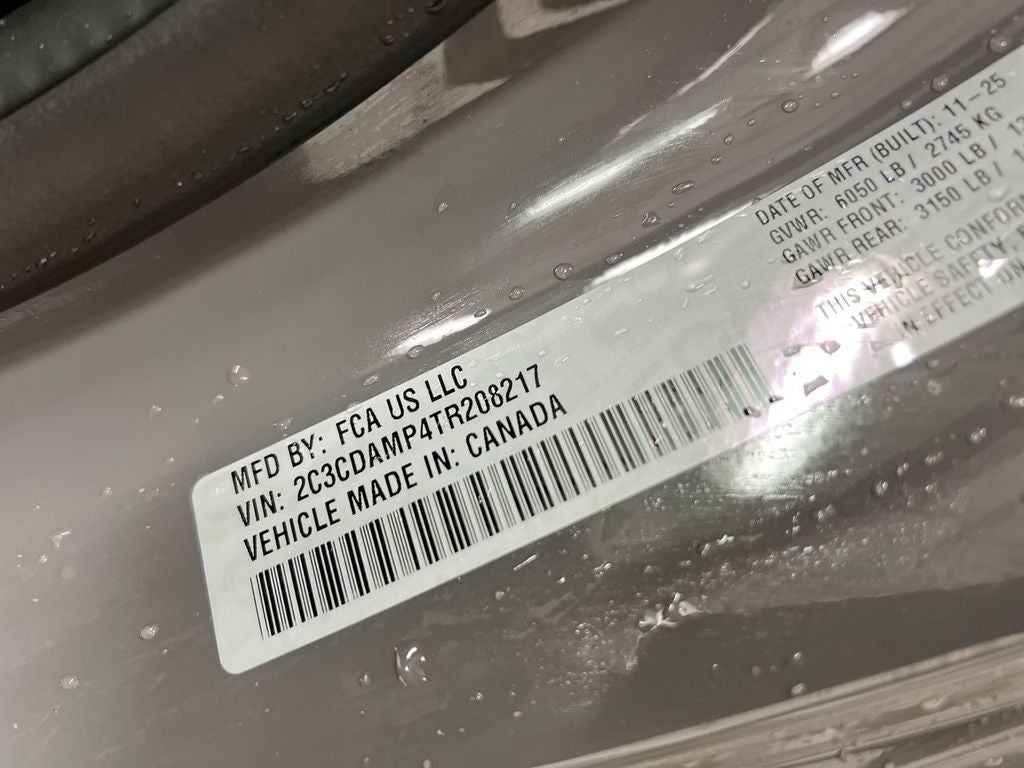 MFD BY: FCA US LLC
VIN: 2C3CDAMP4TR208217
VEHICLE MADE IN: CANADA
DATE OF MFR (BUILT): 11-25
GVWR: 6050 LB / 2745 KG
GAWR FRONT: 3000 LB / 13
GAWR REAR: 3150 LB / 1
THIS VEHICLE CONFORM
VEHICLE SAFETY,
IN EFFECT ON